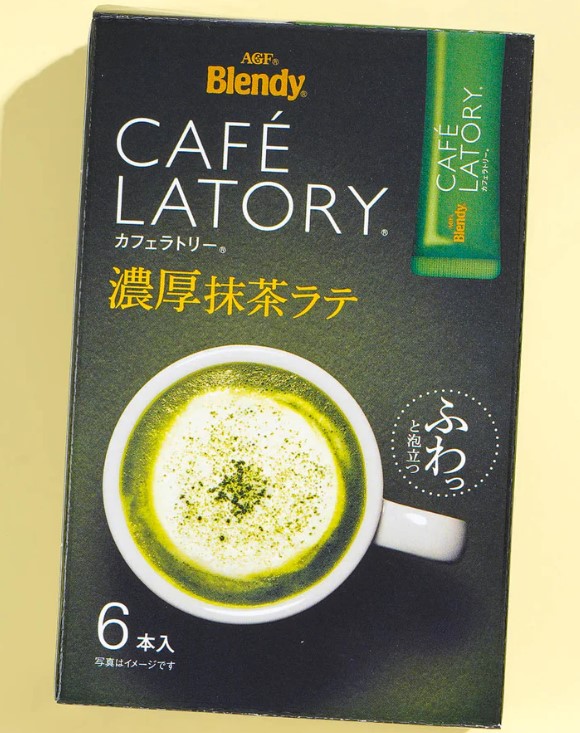 AGF®
Blendy®
CAFÉ
LATORY®
カフェラトリー®
濃厚抹茶ラテ
ふわっ
と泡立つ
6本入
写真はイメージです
AGF® Blendy®
CAFÉ
LATORY®
カフェラトリー®